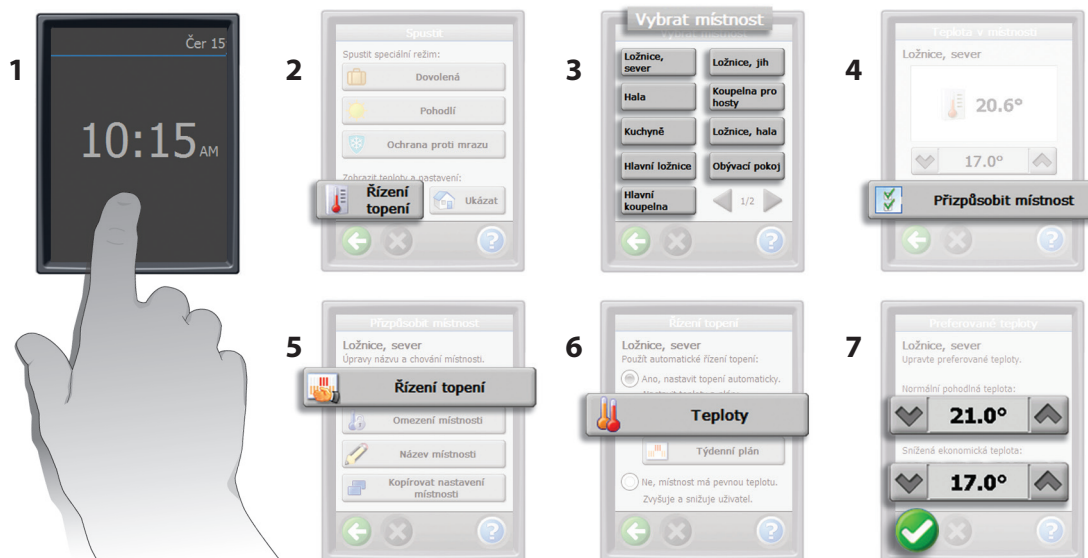 1
Čer 15
10:15 AM
2
Spustit
Spustit speciální režim:
Dovolená
Pohodlí
Ochrana proti mrazu
Zobrazit teploty a nastavení:
Řízení
topení
Ukázat
3
Vybrat místnost
Vybrat místnost
Ložnice,
sever
Ložnice, jih
Hala
Koupelna pro
hosty
Kuchyně
Ložnice, hala
Hlavní ložnice
Obývací pokoj
Hlavní
koupelna
1/2
4
Teplota v místnosti
Ložnice, sever
20.6°
17.0°
Přizpůsobit místnost
5
Přizpůsobit místnost
Ložnice, sever
Úpravy názvu a chování místnosti.
Řízení topení
Omezení místnosti
Název místnosti
Kopírovat nastavení
místnosti
6
Řízení topení
Ložnice, sever
Použít automatické řízení topení:
Ano, nastavit topení automaticky.
Teploty
Týdenní plán
Ne, místnost má pevnou teplotu.
Zvyšuje a snižuje uživatel.
7
Preferované teploty
Ložnice, sever
Upravte preferované teploty.
Normální pohodlná teplota:
21.0°
Snížená ekonomická teplota:
17.0°